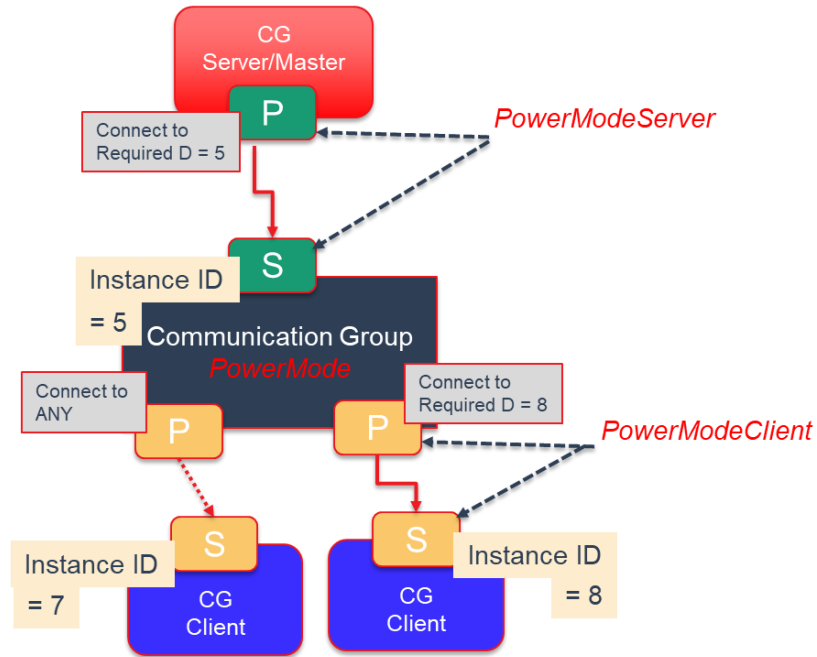 CG
Server/Master
P
PowerModeServer
Connect to
Required D = 5
S
Instance ID
= 5
Communication Group
PowerMode
Connect to
ANY
Connect to
Required D = 8
P
P
PowerModeClient
S
S
Instance ID
= 7
Instance ID
= 8
CG
Client
CG
Client